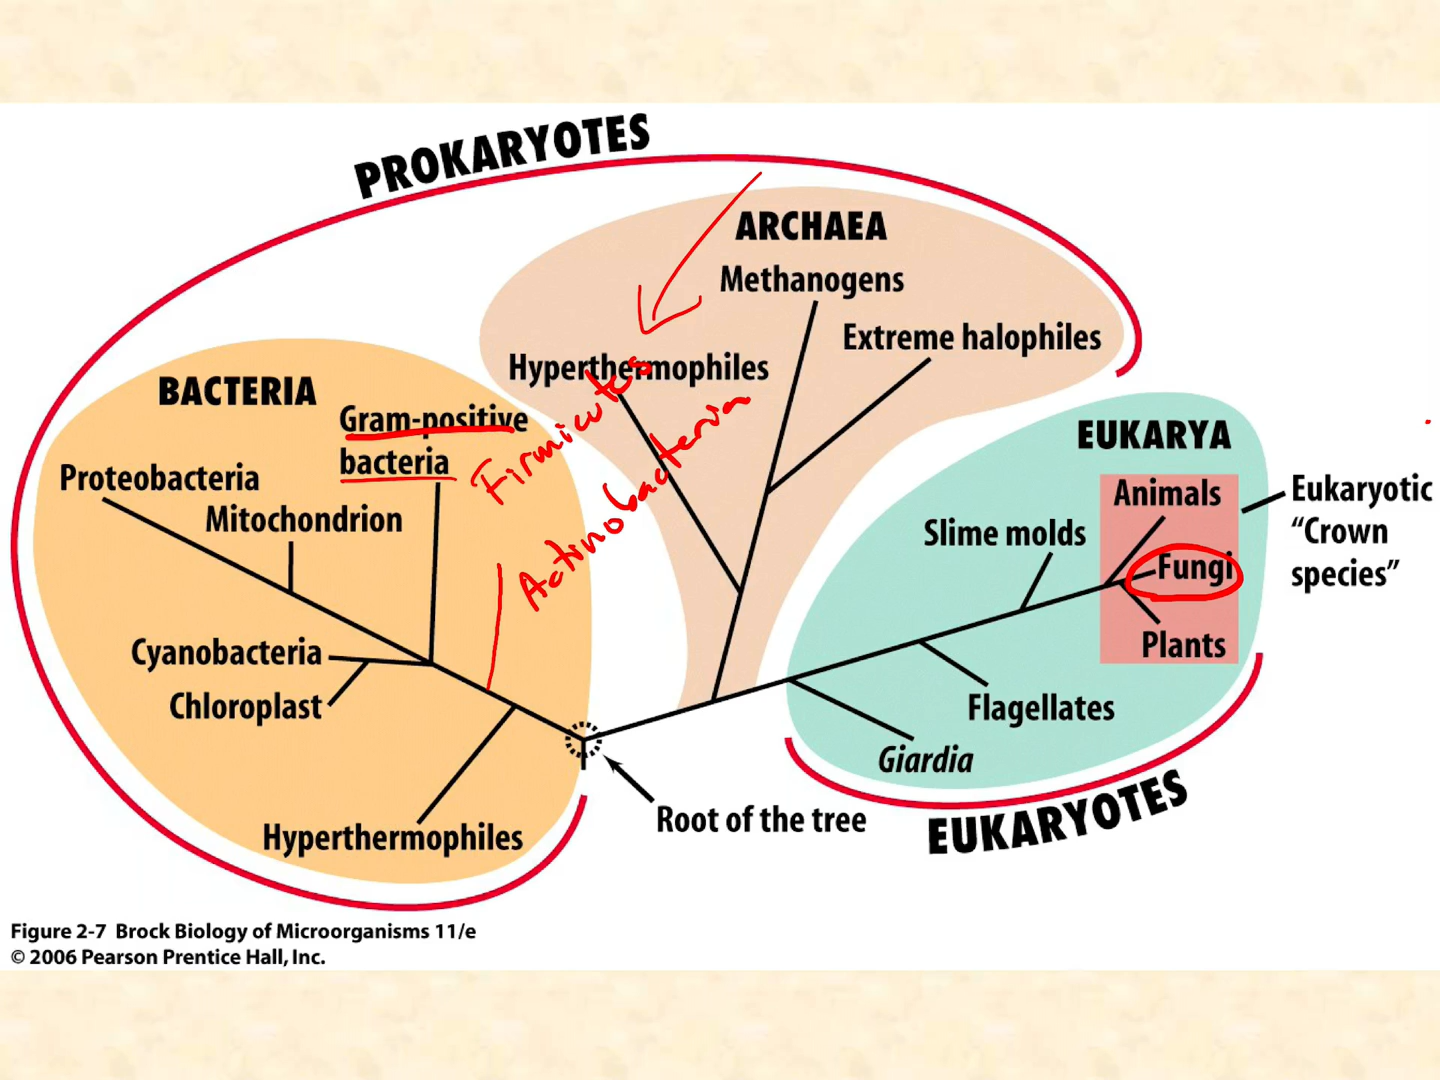 PROKARYOTES
ARCHAEA
Methanogens
Extreme halophiles
Hyperthermophiles
BACTERIA
Gram-positive
bacteria
Proteobacteria
Mitochondrion
Cyanobacteria
Chloroplast
Hyperthermophiles
Firmicutes
Actinobacteria
EUKARYA
Animals
Fungi
Plants
Slime molds
Flagellates
Giardia
Eukaryotic
“Crown
species”
Root of the tree
EUKARYOTES
Figure 2-7 Brock Biology of Microorganisms 11/e
© 2006 Pearson Prentice Hall, Inc.